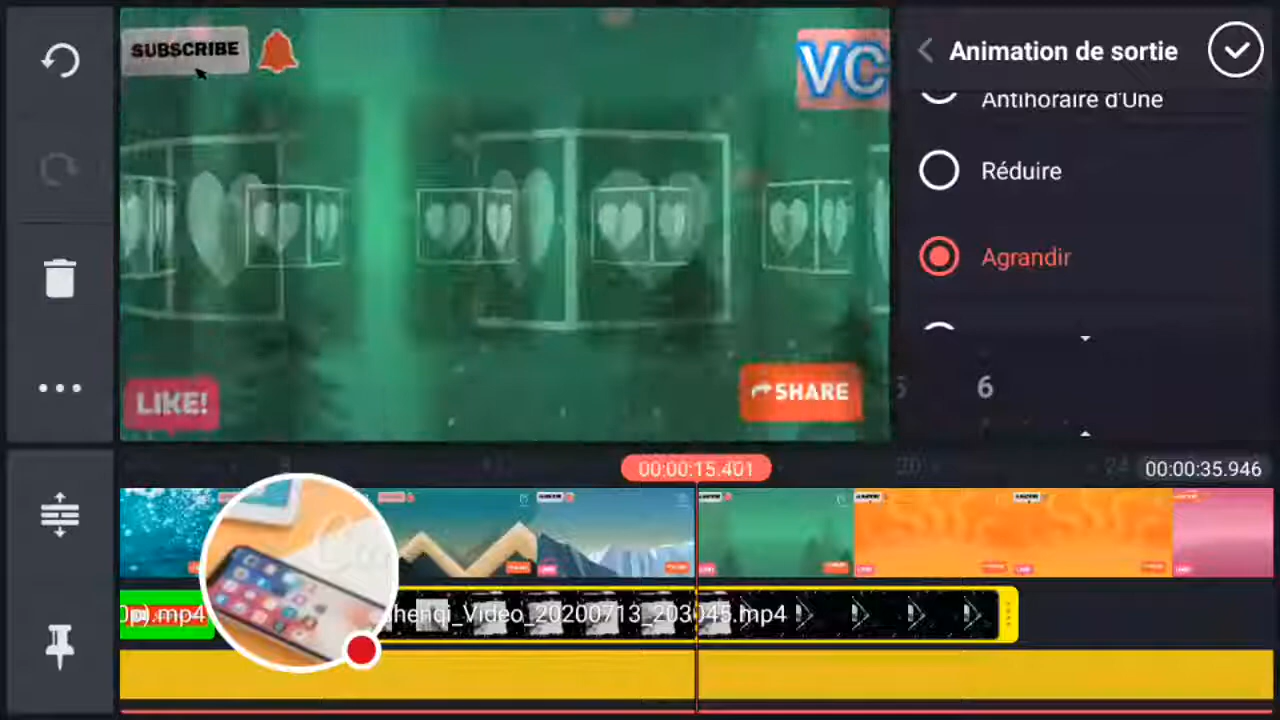 SUBSCRIBE
VC
Animation de sortie
Antihoraire d'Une
Réduire
Agrandir
6
LIKE!
SHARE
00:00:15.401
00:00:35.946
0p).mp4
henqi_Video_20200713_203045.mp4